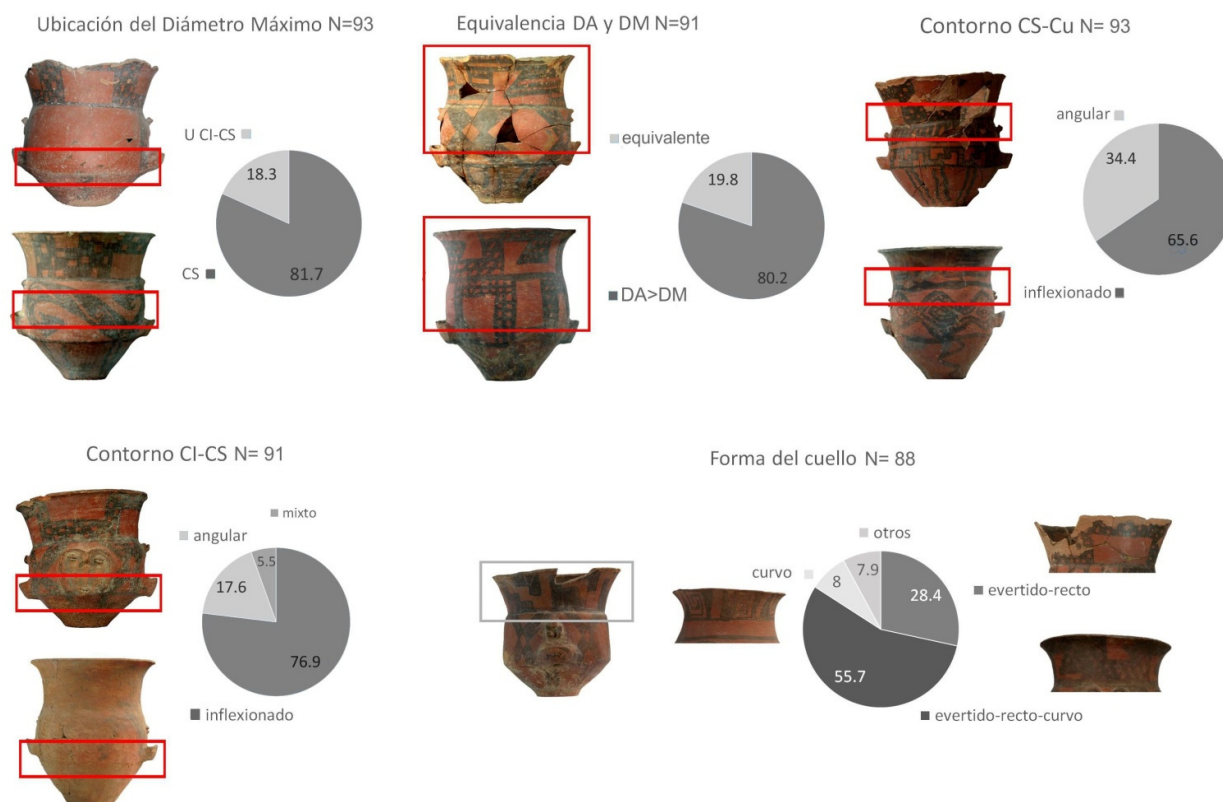 Ubicación del Diámetro Máximo N=93
U CI-CS
18.3
CS
81.7
Equivalencia DA y DM N=91
equivalente
19.8
80.2
DA>DM
Contorno CS-Cu N= 93
angular
34.4
65.6
inflexionado
Contorno CI-CS N= 91
mixto
angular
5.5
17.6
76.9
inflexionado
Forma del cuello N= 88
otros
curvo
7.9
8
28.4
evertido-recto
55.7
evertido-recto-curvo